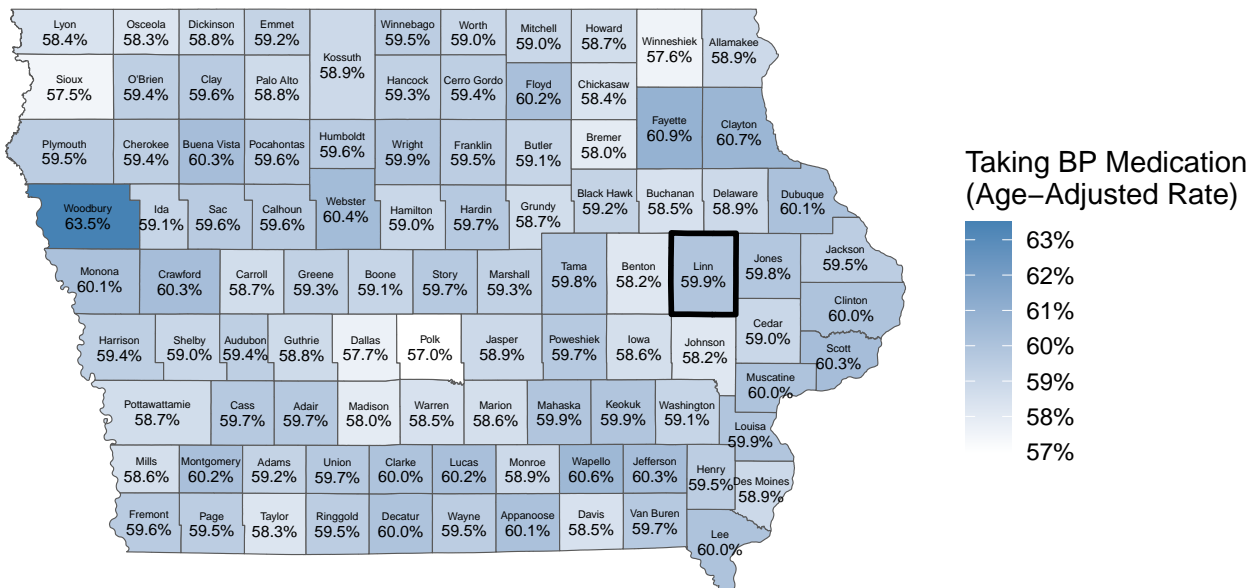 Lyon
58.4%
Osceola
58.3%
Dickinson
58.8%
Emmet
59.2%
Kossuth
58.9%
Winnebago
59.5%
Worth
59.0%
Mitchell
59.0%
Howard
58.7%
Winneshiek
57.6%
Allamakee
58.9%
Sioux
57.5%
O'Brien
59.4%
Clay
59.6%
Palo Alto
58.8%
Hancock
59.3%
Cerro Gordo
59.4%
Floyd
60.2%
Chickasaw
58.4%
Fayette
60.9%
Clayton
60.7%
Plymouth
59.5%
Cherokee
59.4%
Buena Vista
60.3%
Pocahontas
59.6%
Humboldt
59.6%
Wright
59.9%
Franklin
59.5%
Butler
59.1%
Bremer
58.0%
Woodbury
63.5%
Ida
59.1%
Sac
59.6%
Calhoun
59.6%
Webster
60.4%
Hamilton
59.0%
Hardin
59.7%
Grundy
58.7%
Black Hawk
59.2%
Buchanan
58.5%
Delaware
58.9%
Dubuque
60.1%
Monona
60.1%
Crawford
60.3%
Carroll
58.7%
Greene
59.3%
Boone
59.1%
Story
59.7%
Marshall
59.3%
Tama
59.8%
Benton
58.2%
Linn
59.9%
Jones
59.8%
Jackson
59.5%
Clinton
60.0%
Harrison
59.4%
Shelby
59.0%
Audubon
59.4%
Guthrie
58.8%
Dallas
57.7%
Polk
57.0%
Jasper
58.9%
Poweshiek
59.7%
Iowa
58.6%
Johnson
58.2%
Cedar
59.0%
Scott
60.3%
Muscatine
60.0%
Pottawattamie
58.7%
Cass
59.7%
Adair
59.7%
Madison
58.0%
Warren
58.5%
Marion
58.6%
Mahaska
59.9%
Keokuk
59.9%
Washington
59.1%
Louisa
59.9%
Mills
58.6%
Montgomery
60.2%
Adams
59.2%
Union
59.7%
Clarke
60.0%
Lucas
60.2%
Monroe
58.9%
Wapello
60.6%
Jefferson
60.3%
Henry
59.5%
Des Moines
58.9%
Fremont
59.6%
Page
59.5%
Taylor
58.3%
Ringgold
59.5%
Decatur
60.0%
Wayne
59.5%
Appanoose
60.1%
Davis
58.5%
Van Buren
59.7%
Lee
60.0%
Taking BP Medication
(Age−Adjusted Rate)
63%
62%
61%
60%
59%
58%
57%